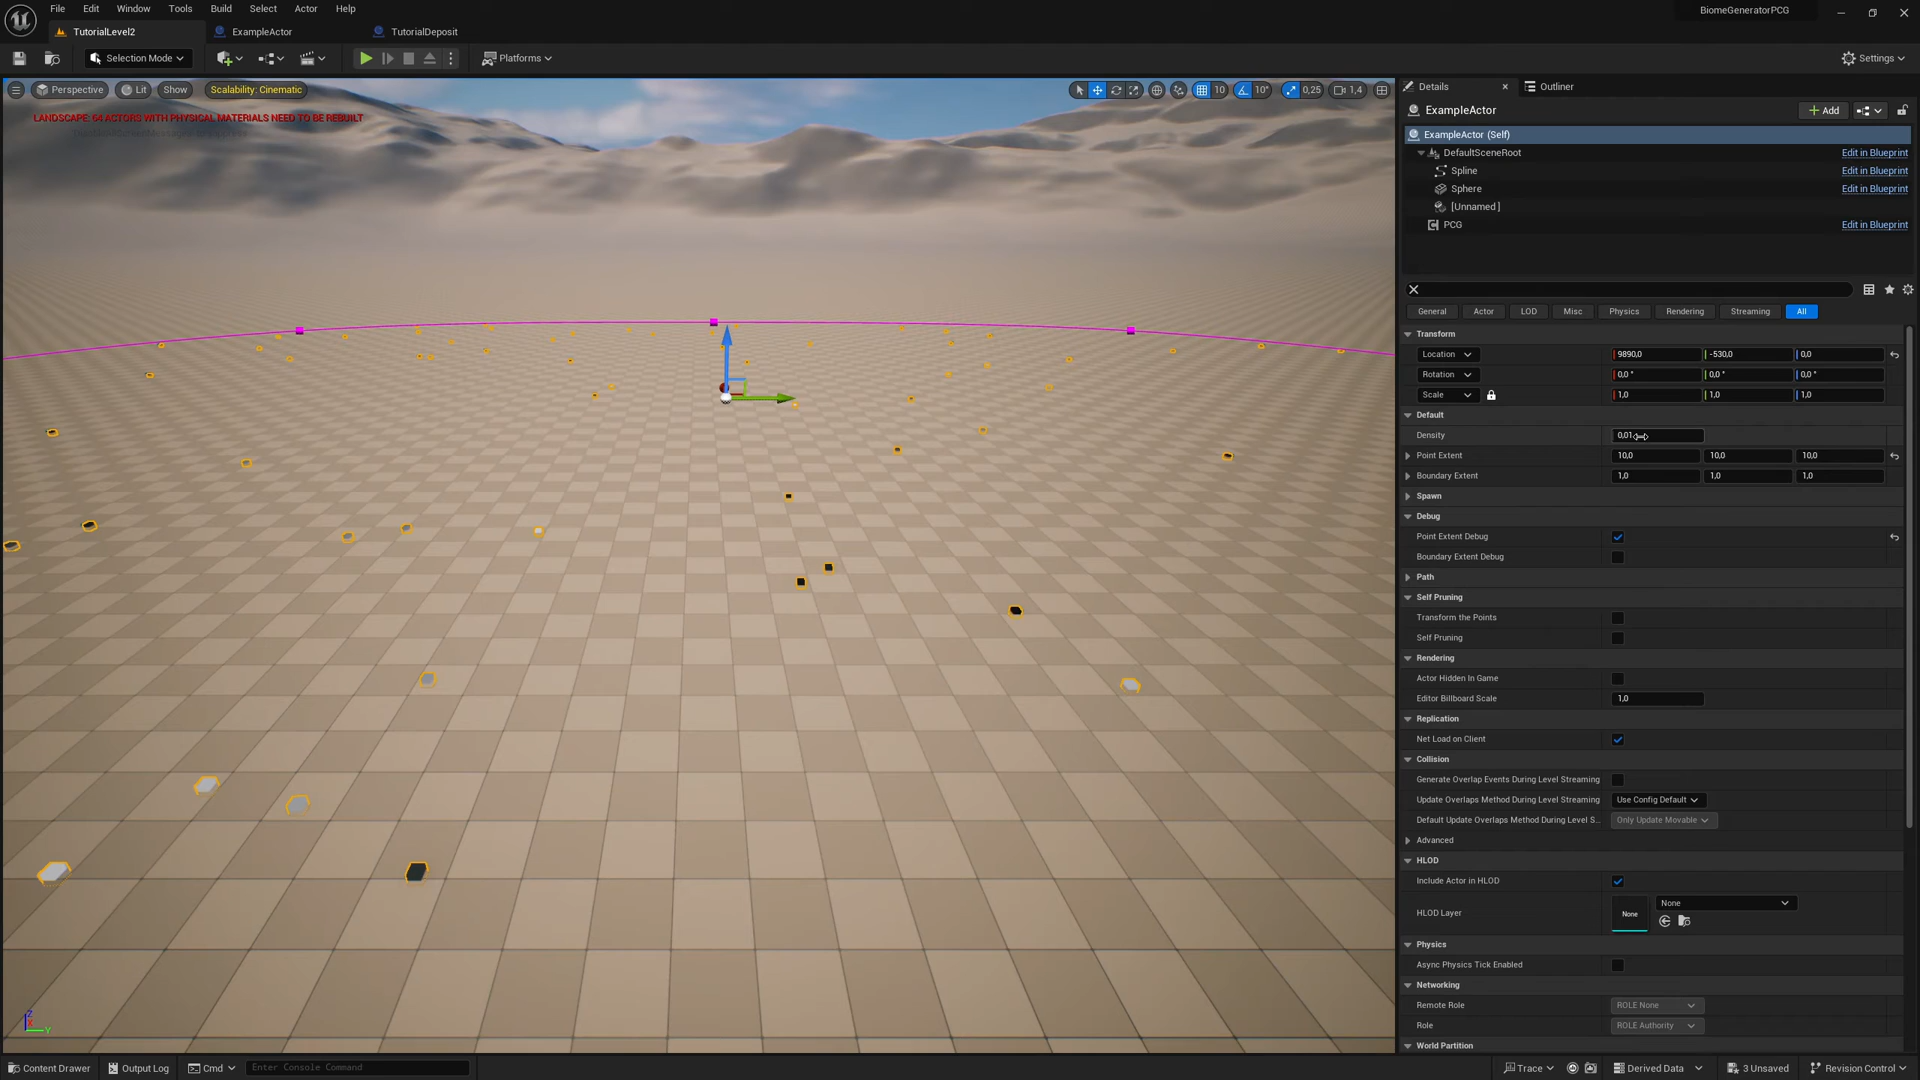 File Edit Window Tools Build Select Actor Help
BiomeGeneratorPCG
TutorialLevel2 ExampleActor TutorialDeposit
Selection Mode Platforms Settings
Perspective Lit Show Scalability: Cinematic 10 10° 0,25 1,4
LANDSCAPE: 64 ACTORS WITH PHYSICAL MATERIALS NEED TO BE REBUILT
Details Outliner
ExampleActor Add
ExampleActor (Self)
DefaultSceneRoot Edit in Blueprint
Spline Edit in Blueprint
Sphere Edit in Blueprint
[Unnamed ]
PCG Edit in Blueprint
General Actor LOD Misc Physics Rendering Streaming All
Transform
Location 9890,0 -530,0 0,0
Rotation 0,0 ° 0,0 ° 0,0 °
Scale 1,0 1,0 1,0
Default
Density 0,01
Point Extent 10,0 10,0 10,0
Boundary Extent 1,0 1,0 1,0
Spawn
Debug
Point Extent Debug
Boundary Extent Debug
Path
Self Pruning
Transform the Points
Self Pruning
Rendering
Actor Hidden In Game
Editor Billboard Scale 1,0
Replication
Net Load on Client
Collision
Generate Overlap Events During Level Streaming
Update Overlaps Method During Level Streaming Use Config Default
Default Update Overlaps Method During Level S... Only Update Movable
Advanced
HLOD
Include Actor in HLOD
HLOD Layer None None
Physics
Async Physics Tick Enabled
Networking
Remote Role ROLE None
Role ROLE Authority
World Partition
Z
X
Y
Content Drawer Output Log Cmd Enter Console Command Trace Derived Data 3 Unsaved Revision Control